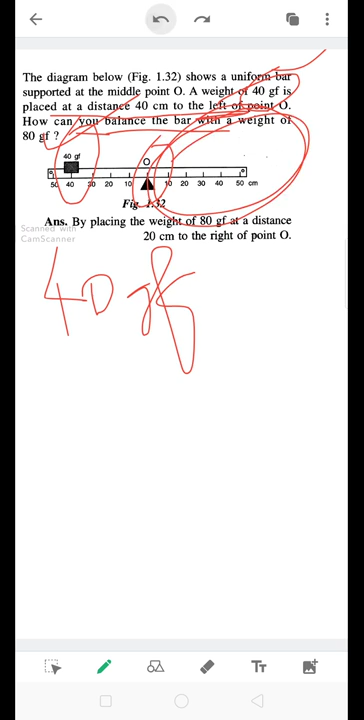 The diagram below (Fig. 1.32) shows a uniform bar
supported at the middle point O. A weight of 40 gf is
placed at a distance 40 cm to the left of point O.
How can you balance the bar with a weight of
80 gf ?
40 gf
O
50 40 30 20 10 10 20 30 40 50 cm
Fig. 1.32
Ans. By placing the weight of 80 gf at a distance
20 cm to the right of point O.
Scanned with
CamScanner
40 gf
TT